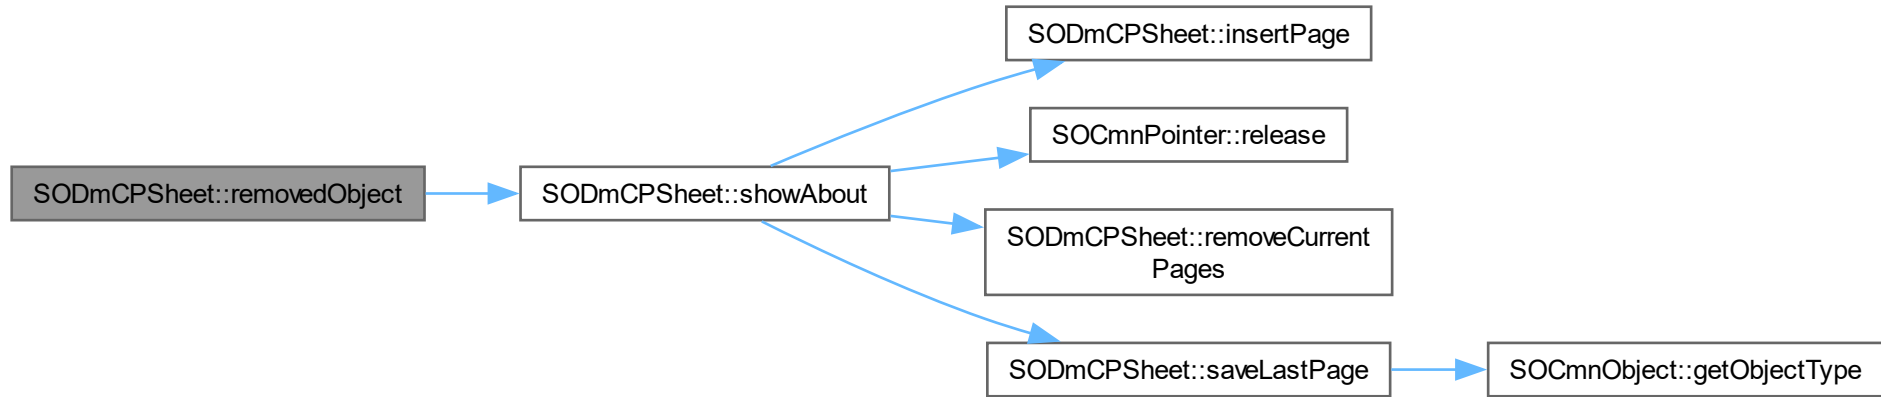 SODmCPSheet::insertPage
SOCmnPointer::release
SODmCPSheet::removedObject
SODmCPSheet::showAbout
SODmCPSheet::removeCurrent
Pages
SODmCPSheet::saveLastPage
SOCmnObject::getObjectType